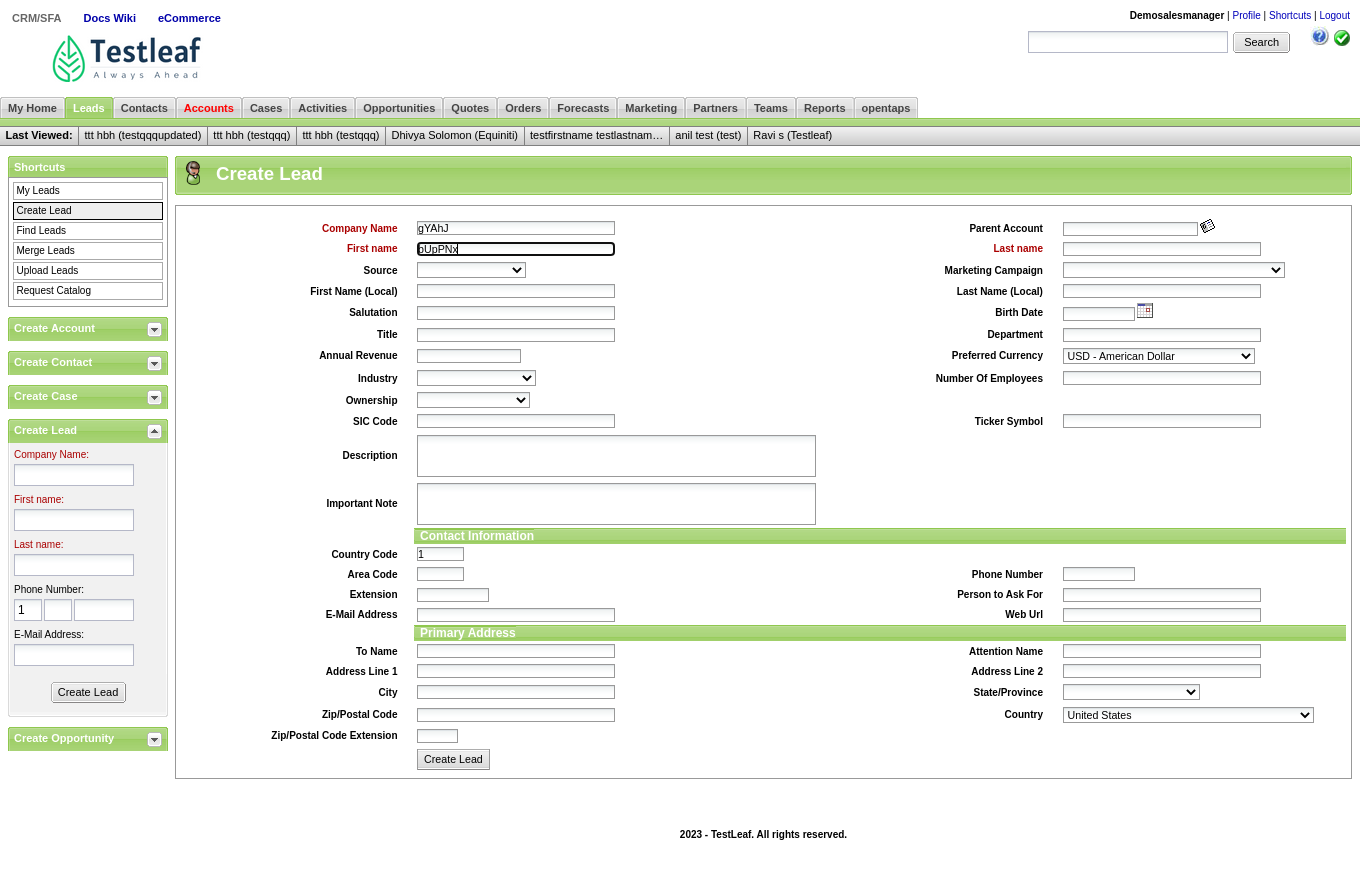 CRM/SFA Docs Wiki eCommerce
Demosalesmanager | Profile | Shortcuts | Logout
Testleaf
Always Ahead
Search
My Home Leads Contacts Accounts Cases Activities Opportunities Quotes Orders Forecasts Marketing Partners Teams Reports opentaps
Last Viewed: ttt hbh (testqqqupdated) ttt hbh (testqqq) ttt hbh (testqqq) Dhivya Solomon (Equiniti) testfirstname testlastnam… anil test (test) Ravi s (Testleaf)
Shortcuts
My Leads
Create Lead
Find Leads
Merge Leads
Upload Leads
Request Catalog
Create Account
Create Contact
Create Case
Create Lead
Company Name:
First name:
Last name:
Phone Number:
1
E-Mail Address:
Create Lead
Create Opportunity
Create Lead
Company Name gYAhJ Parent Account
First name pUpPNx Last name
Source Marketing Campaign
First Name (Local) Last Name (Local)
Salutation Birth Date
Title Department
Annual Revenue Preferred Currency USD - American Dollar
Industry Number Of Employees
Ownership
SIC Code Ticker Symbol
Description
Important Note
Contact Information
Country Code 1
Area Code Phone Number
Extension Person to Ask For
E-Mail Address Web Url
Primary Address
To Name Attention Name
Address Line 1 Address Line 2
City State/Province
Zip/Postal Code Country United States
Zip/Postal Code Extension
Create Lead
2023 - TestLeaf. All rights reserved.